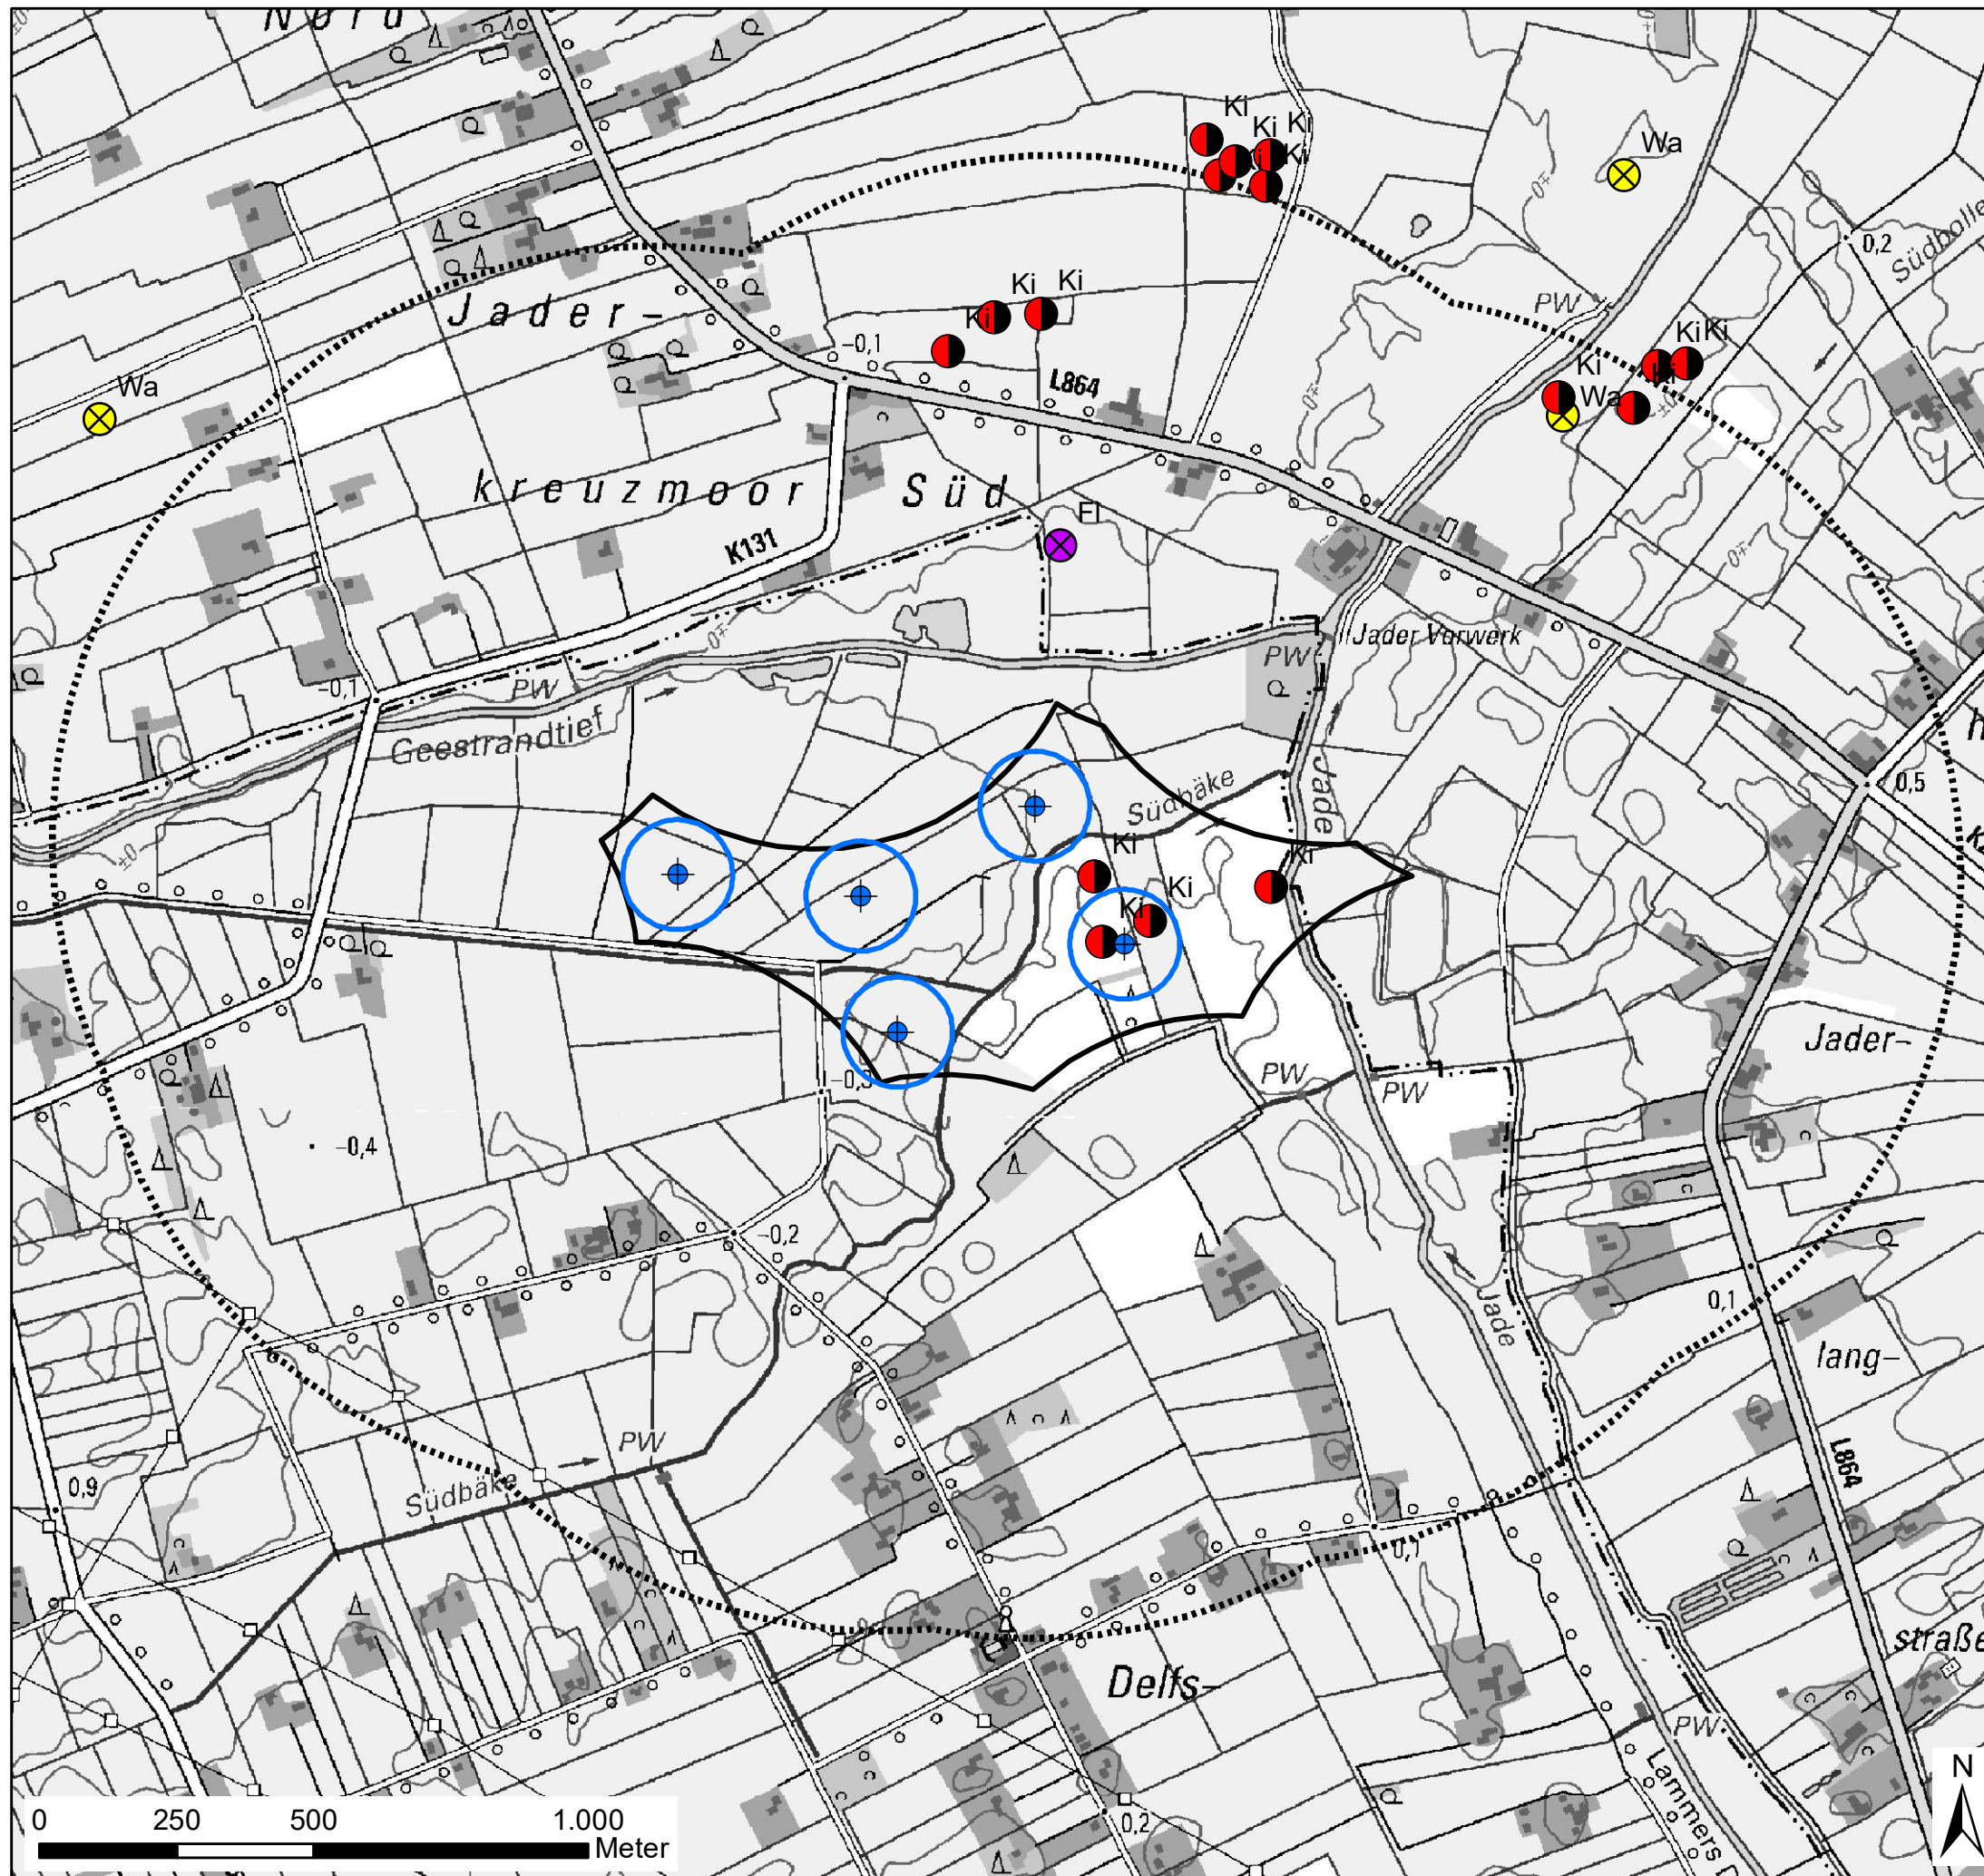 Nord
Ki
Ki
Ki
Ki
Wa
0,2
PW
Jader-
Ki
Ki
Ki
-0,1
L864
Ki
Ki
Ki
Wa
Wa
kreuzmoor Süd
Fl
K131
Jader Vorwerk
PW
-0,1
PW
Geestrandtief
±0
Südbäke
Jade
0,5
Ki
Ki
Ki
Ki
Jader-
PW
PW
-0,4
-0,2
0,1
Jade
lang-
PW
Südbäke
0,9
L864
0,1
Delfs-
straße
PW
Lammers
0,2
N
0 250 500 1.000
Meter